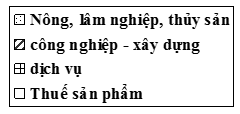 Nông, lâm nghiệp, thủy sản
công nghiệp - xây dựng
dịch vụ
Thuế sản phẩm